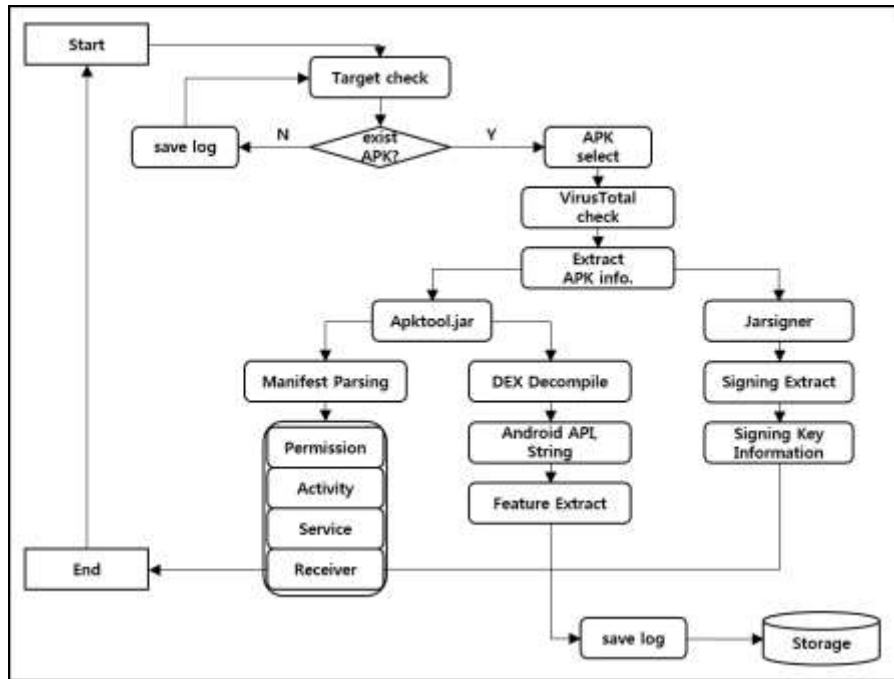 Start
Target check
save log
N
exist
APK?
Y
APK
select
VirusTotal
check
Extract
APK info.
Apktool.jar
Jarsigner
Manifest Parsing
DEX Decompile
Signing Extract
Permission
Activity
Service
Receiver
Android API,
String
Signing Key
Information
Feature Extract
End
save log
Storage